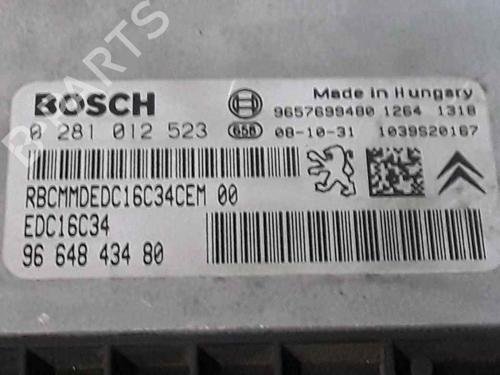 B-PARTS
BOSCH
Made in Hungary
9657699480 1264 1318
0 281 012 523
658 08-10-31 1039S20167
RBCMMDEDC16C34CEM 00
EDC16C34
96 648 434 80